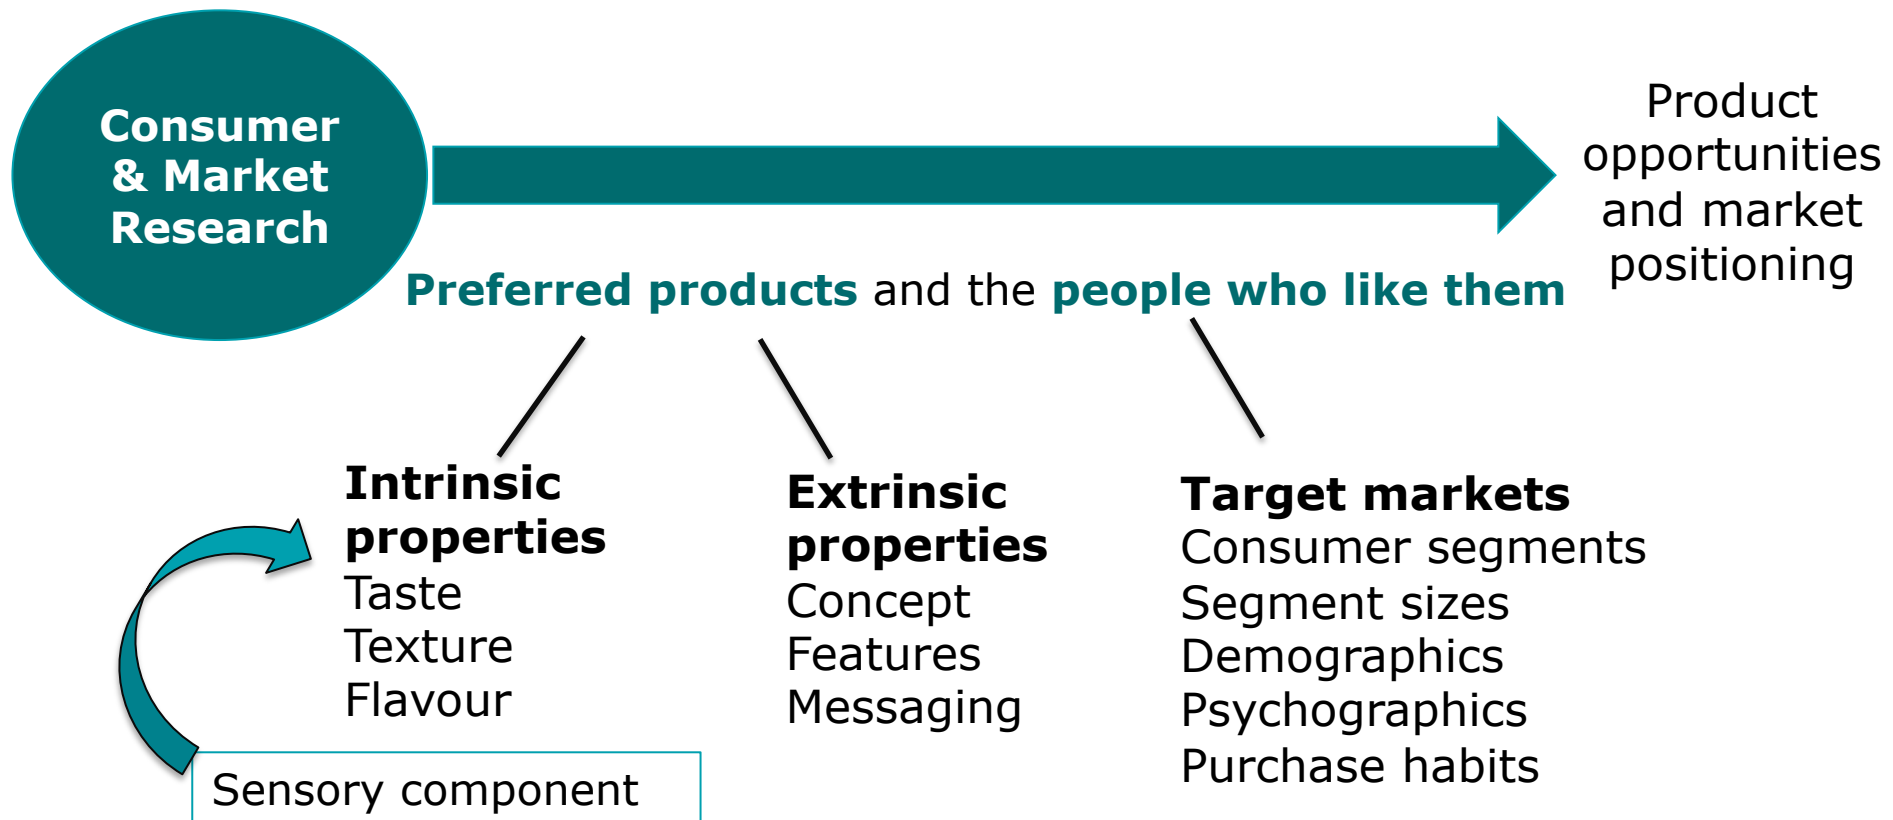 Consumer
& Market
Research
Product
opportunities
and market
positioning
Preferred products and the people who like them
Intrinsic
properties
Taste
Texture
Flavour
Extrinsic
properties
Concept
Features
Messaging
Target markets
Consumer segments
Segment sizes
Demographics
Psychographics
Purchase habits
Sensory component